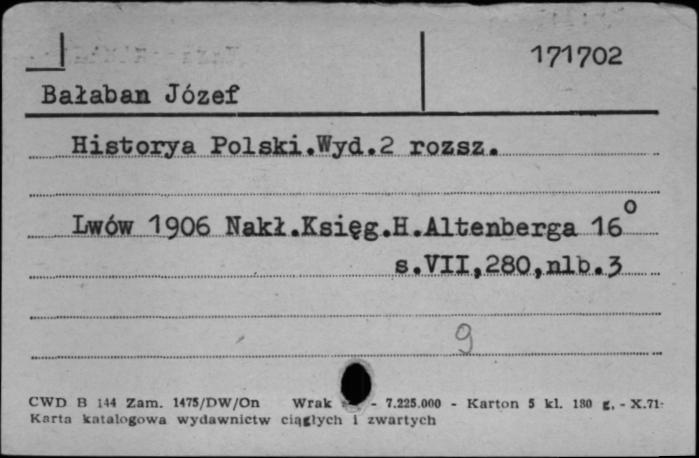 171702
Bałaban Józef
Historya Polski.Wyd.2 rozsz.
Lwów 1906 Nakł.Księg.H.Altenberga 16°
s.VII,280,nlb.3
9
CWD B 144 Zam. 1475/DW/On Wrak - 7.225.000 - Karton 5 kl. 180 g. - X.71-
Karta katalogowa wydawnictw ciągłych i zwartych